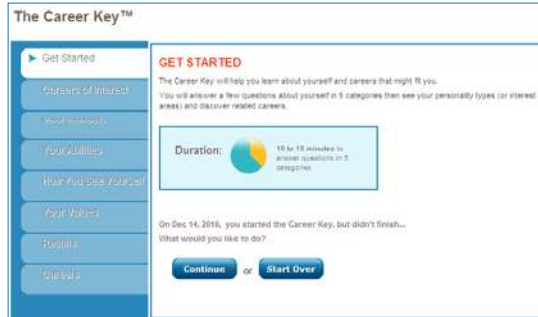 The Career Key™
Get Started
Careers of Interest
Your Interests
Your Abilities
How You See Yourself
Your Values
Results
Careers
GET STARTED
The Career Key will help you learn about yourself and careers that might fit you.
You will answer a few questions about yourself in 5 categories then see your personality types (or interest
areas) and discover related careers.
Duration:
to 15 minutes to
answer questions in 5
categories
On Dec 14, you started the Career Key, but didn't finish...
What would you like to do?
Continue or Start Over